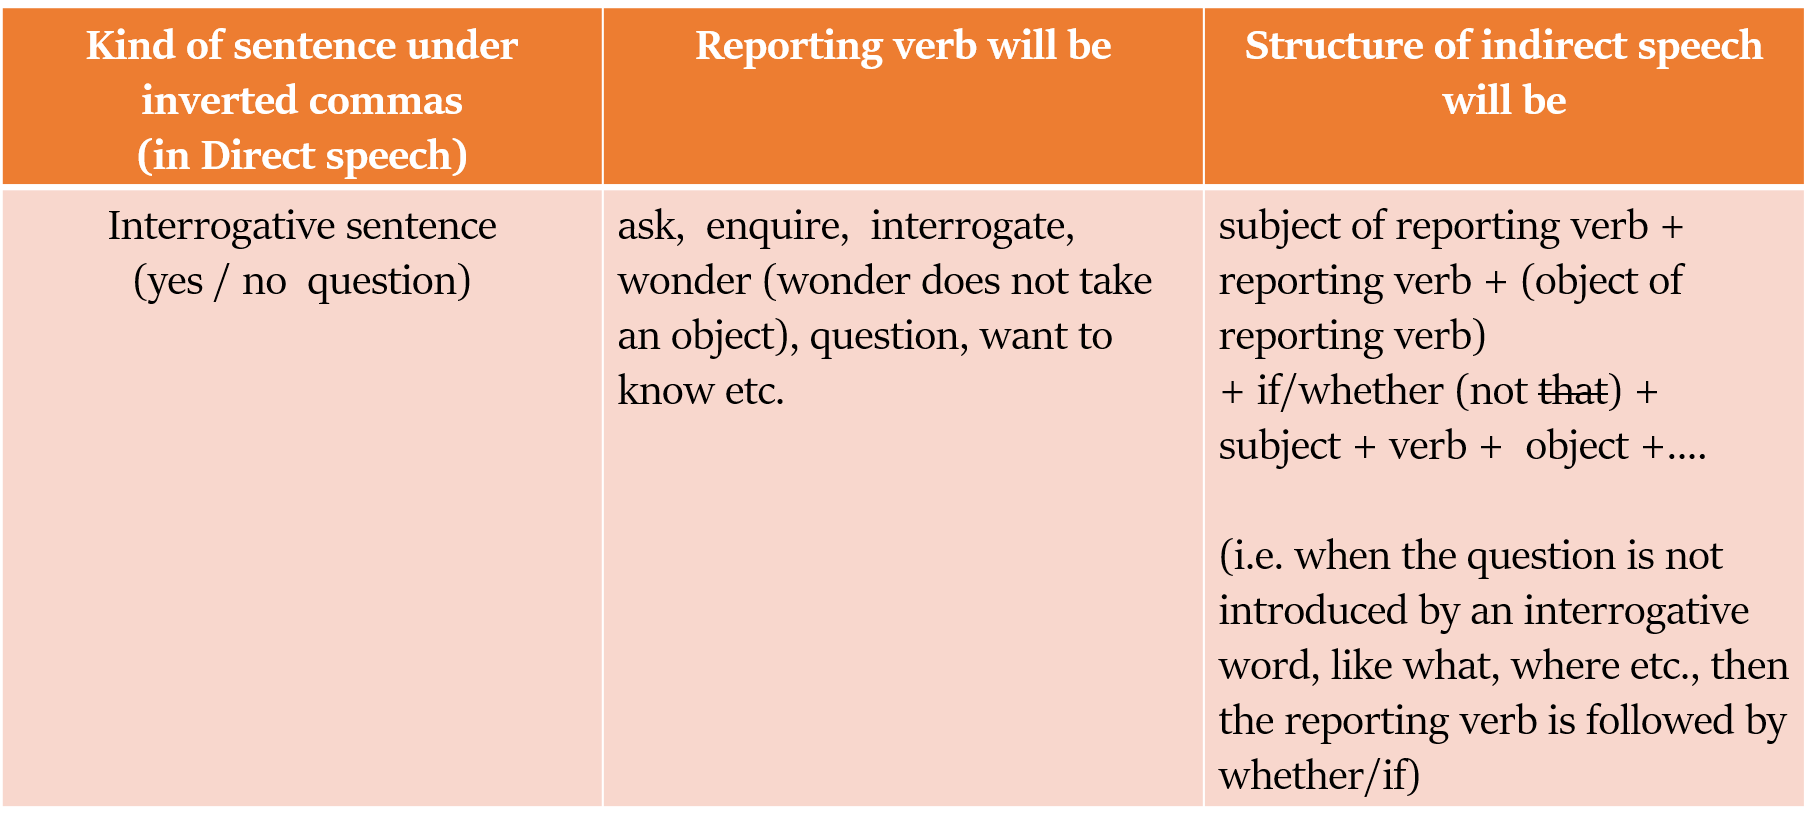 Kind of sentence under
inverted commas
(in Direct speech)
Reporting verb will be
Structure of indirect speech
will be
Interrogative sentence
(yes / no question)
ask, enquire, interrogate,
wonder (wonder does not take
an object), question, want to
know etc.
subject of reporting verb +
reporting verb + (object of
reporting verb)
+ if/whether (not that) +
subject + verb + object +....
(i.e. when the question is not
introduced by an interrogative
word, like what, where etc., then
the reporting verb is followed by
whether/if)